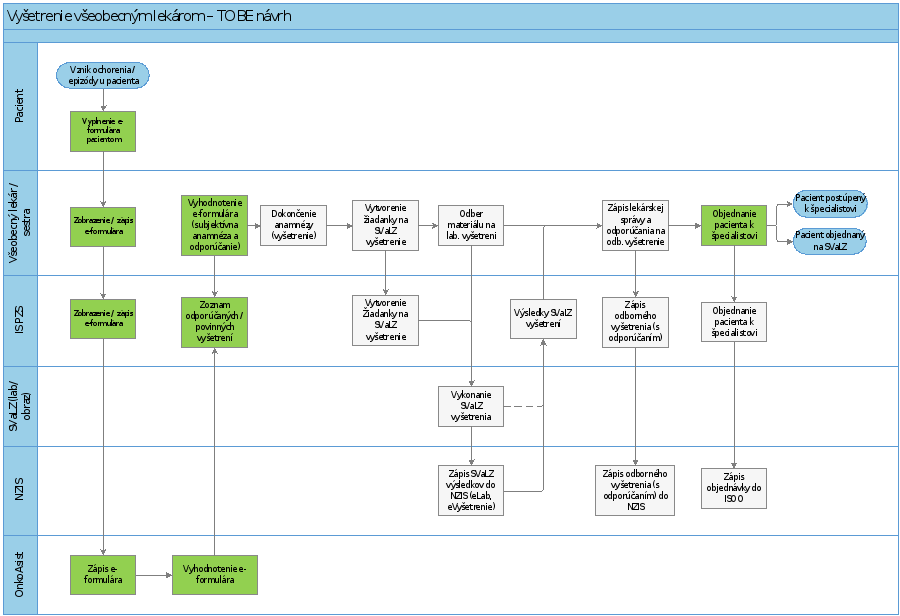 Vyšetrenie všeobecným lekárom – TO BE návrh
Pacient
Vznik ochorenia /
epizódy u pacienta
Vyplnenie e-
formulára
pacientom
Všeobecný lekár /
sestra
Zobrazenie / zápis
e-formulára
Vyhodnotenie
e-formulára
(subjektívna
anamnéza a
odporúčanie)
Dokončenie
anamnézy
(vyšetrenie)
Vytvorenie
žiadanky na
SVaLZ
vyšetrenie
Odber
materiálu na
lab. vyšetreni
Zápis lekárskej
správy a
odporúčania na
odb. vyšetrenie
Objednanie
pacienta k
špecialistovi
Pacient postúpený
k špecialistovi
Pacient objednaný
na SVaLZ
ISPZS
Zobrazenie / zápis
e-formulára
Zoznam
odporúčaných /
povinných
vyšetrení
Vytvorenie
Žiadanky na
SVaLZ
vyšetrenie
Výsledky SVaLZ
vyšetrení
Zápis
odborného
vyšetrenia (s
odporúčaním)
Objednanie
pacienta k
špecialistovi
SVaLZ (lab/
obraz)
Vykonanie
SVaLZ
vyšetrenia
NZIS
Zápis SVaLZ
výsledkov do
NZIS (eLab,
eVyšetrenie)
Zápis odborného
vyšetrenia (s
odporúčaním) do
NZIS
Zápis
objednávky do
ISOO
OnkoAsist
Zápis e-
formulára
Vyhodnotenie e-
formulára